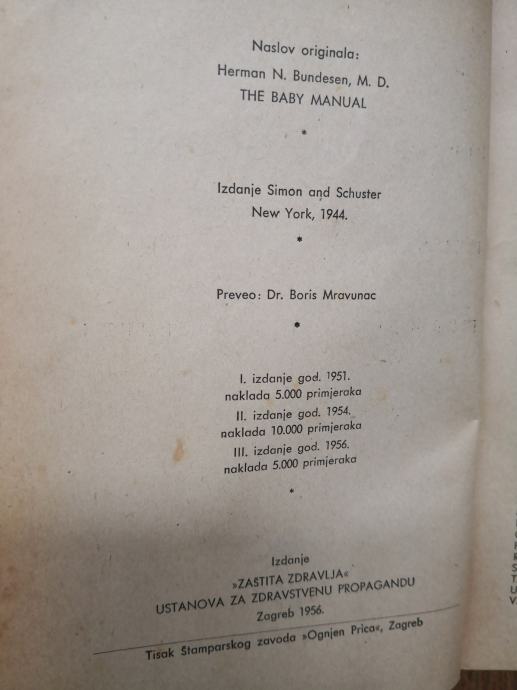 Naslov originala:
Herman N. Bundesen, M. D.
THE BABY MANUAL
*
Izdanje Simon and Schuster
New York, 1944.
*
Preveo: Dr. Boris Mravunac
*
I. izdanje god. 1951.
naklada 5.000 primjeraka
II. izdanje god. 1954.
naklada 10.000 primjeraka
III. izdanje god. 1956.
naklada 5.000 primjeraka
*
Izdanje
»ZAŠTITA ZDRAVLJA«
USTANOVA ZA ZDRAVSTVENU PROPAGANDU
Zagreb 1956.
Tisak Štamparskog zavoda »Ognjen Prica«, Zagreb